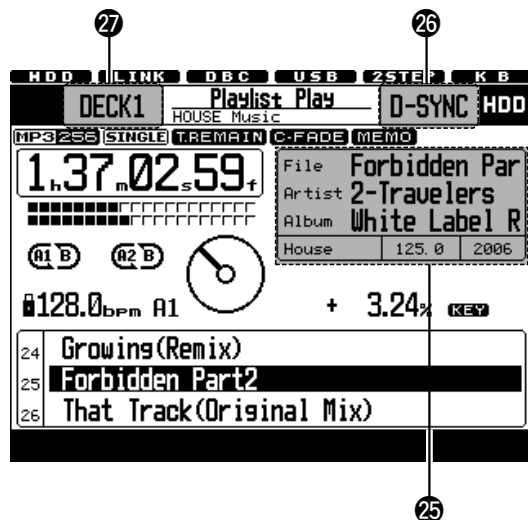 27 26
HDD LINK DBC USB 2STEP KB
DECK1 Playlist Play D-SYNC HDD
HOUSE Music
MP3 256 SINGLE T.REMAIN C-FADE MEMO
1h37m02s59f
File Forbidden Par
Artist 2-Travelers
Album White Label R
House 125.0 2006
A1 B A2 B
128.0bpm A1 + 3.24% KEY
24 Growing(Remix)
25 Forbidden Part2
26 That Track(Original Mix)
25